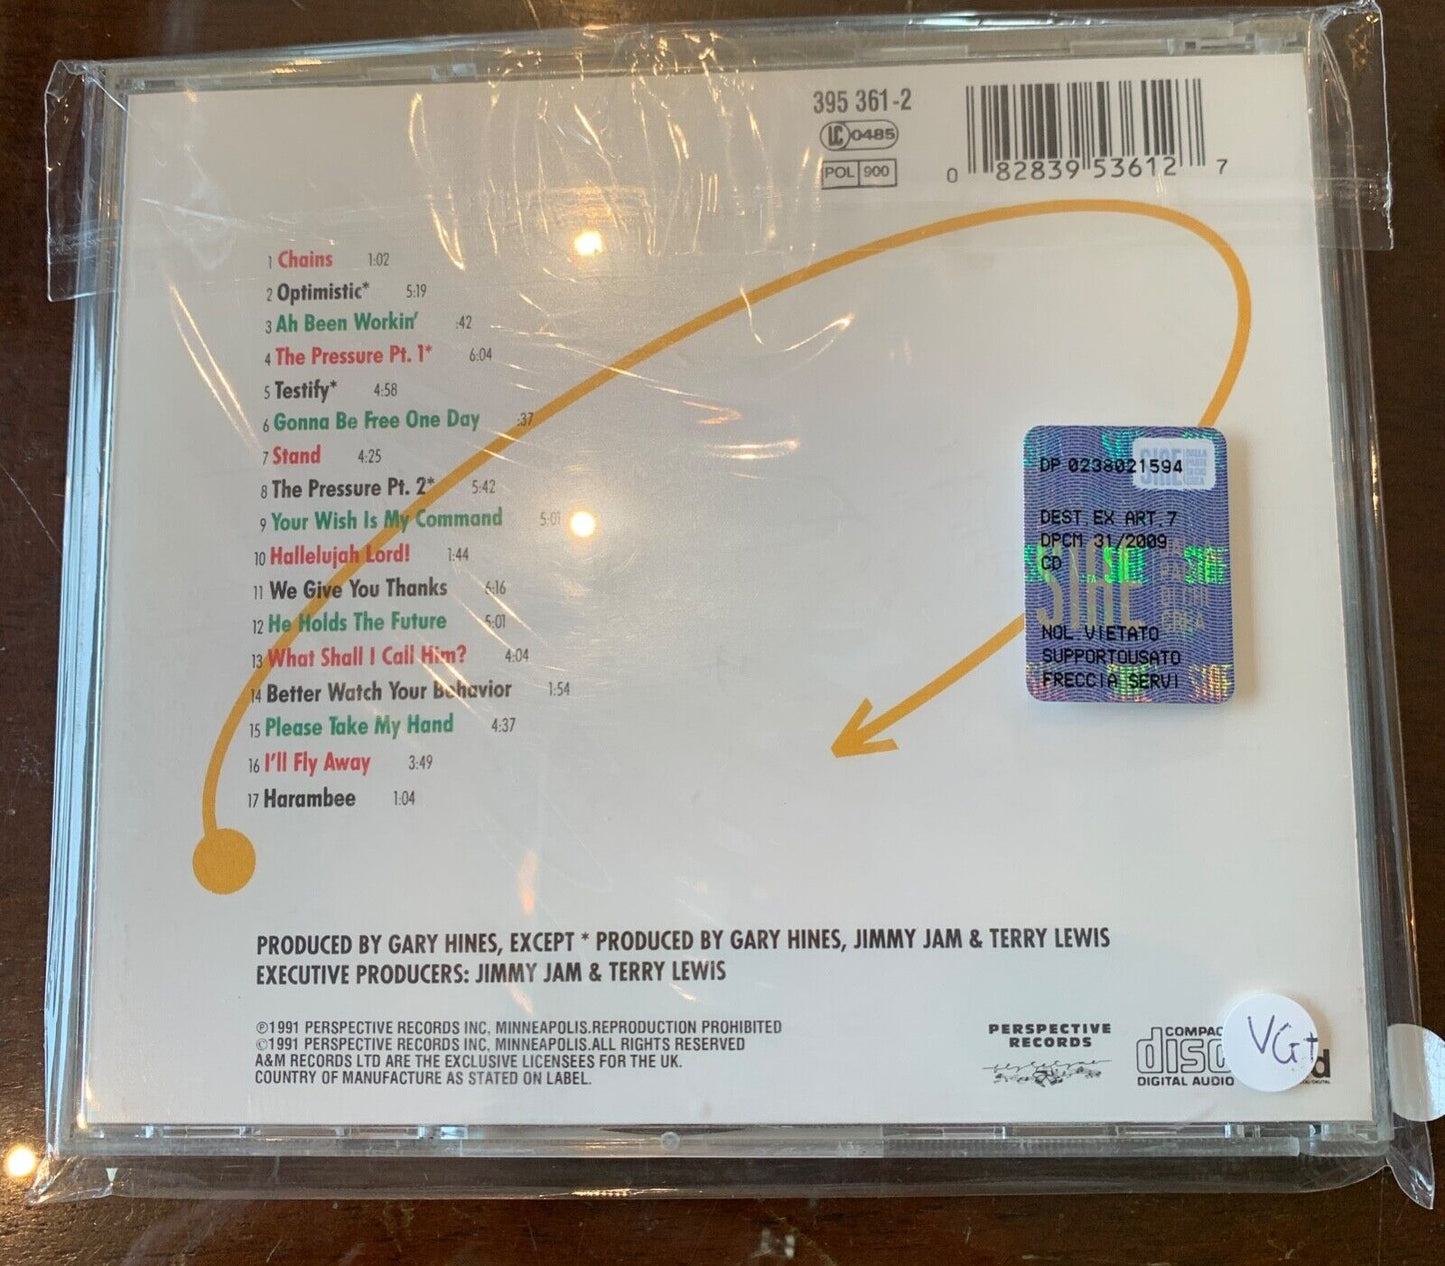 395 361-2
LC 0485
POL 900
0 82839 53612 7
1 Chains 1:02
2 Optimistic* 5:19
3 Ah Been Workin' :42
4 The Pressure Pt. 1* 6:04
5 Testify* 4:58
6 Gonna Be Free One Day :37
7 Stand 4:25
8 The Pressure Pt. 2* 5:42
9 Your Wish Is My Command 5:01
10 Hallelujah Lord! 1:44
11 We Give You Thanks 6:16
12 He Holds The Future 5:01
13 What Shall I Call Him? 4:04
14 Better Watch Your Behavior 1:54
15 Please Take My Hand 4:37
16 I'll Fly Away 3:49
17 Harambee 1:04
SIAE
DP 0238021594
DEST.EX ART.7
DPCM 31/2009
CD
SIAE
NOL VIETATO
SUPPORTOUSATO
FRECCIA SERVI
PRODUCED BY GARY HINES, EXCEPT * PRODUCED BY GARY HINES, JIMMY JAM & TERRY LEWIS
EXECUTIVE PRODUCERS: JIMMY JAM & TERRY LEWIS
℗1991 PERSPECTIVE RECORDS INC, MINNEAPOLIS.REPRODUCTION PROHIBITED
©1991 PERSPECTIVE RECORDS INC, MINNEAPOLIS.ALL RIGHTS RESERVED
A&M RECORDS LTD ARE THE EXCLUSIVE LICENSEES FOR THE UK.
COUNTRY OF MANUFACTURE AS STATED ON LABEL.
PERSPECTIVE
RECORDS
COMPAC
disc
DIGITAL AUDIO
VG+